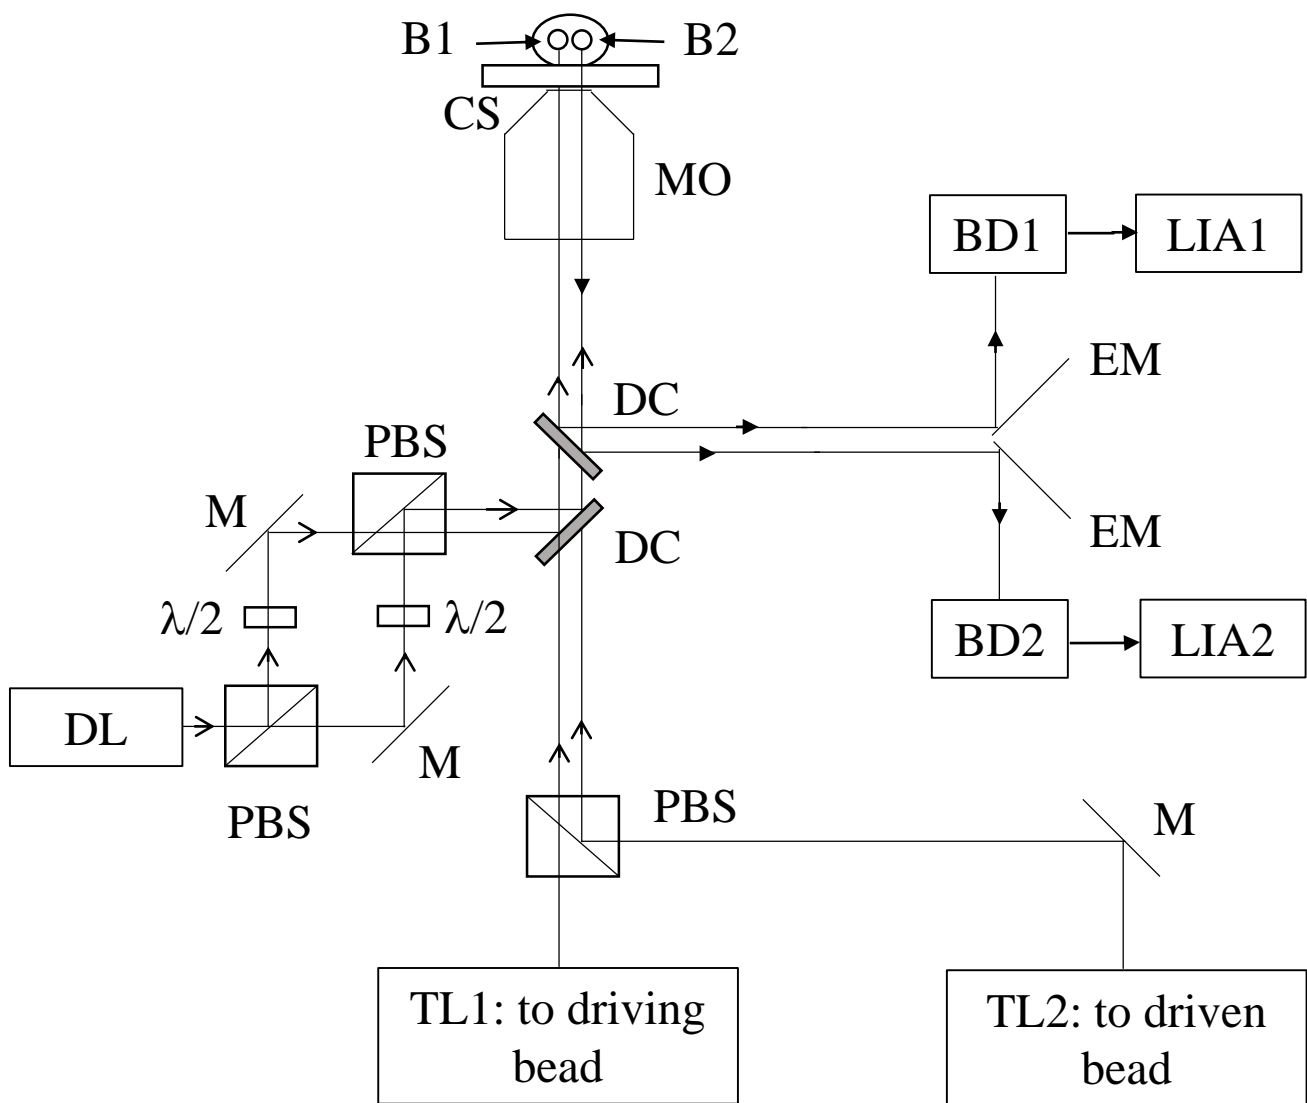 B1
B2
CS
MO
BD1
LIA1
EM
DC
PBS
M
EM
DC
λ/2
λ/2
BD2
LIA2
DL
M
PBS
PBS
M
TL1: to driving
bead
TL2: to driven
bead